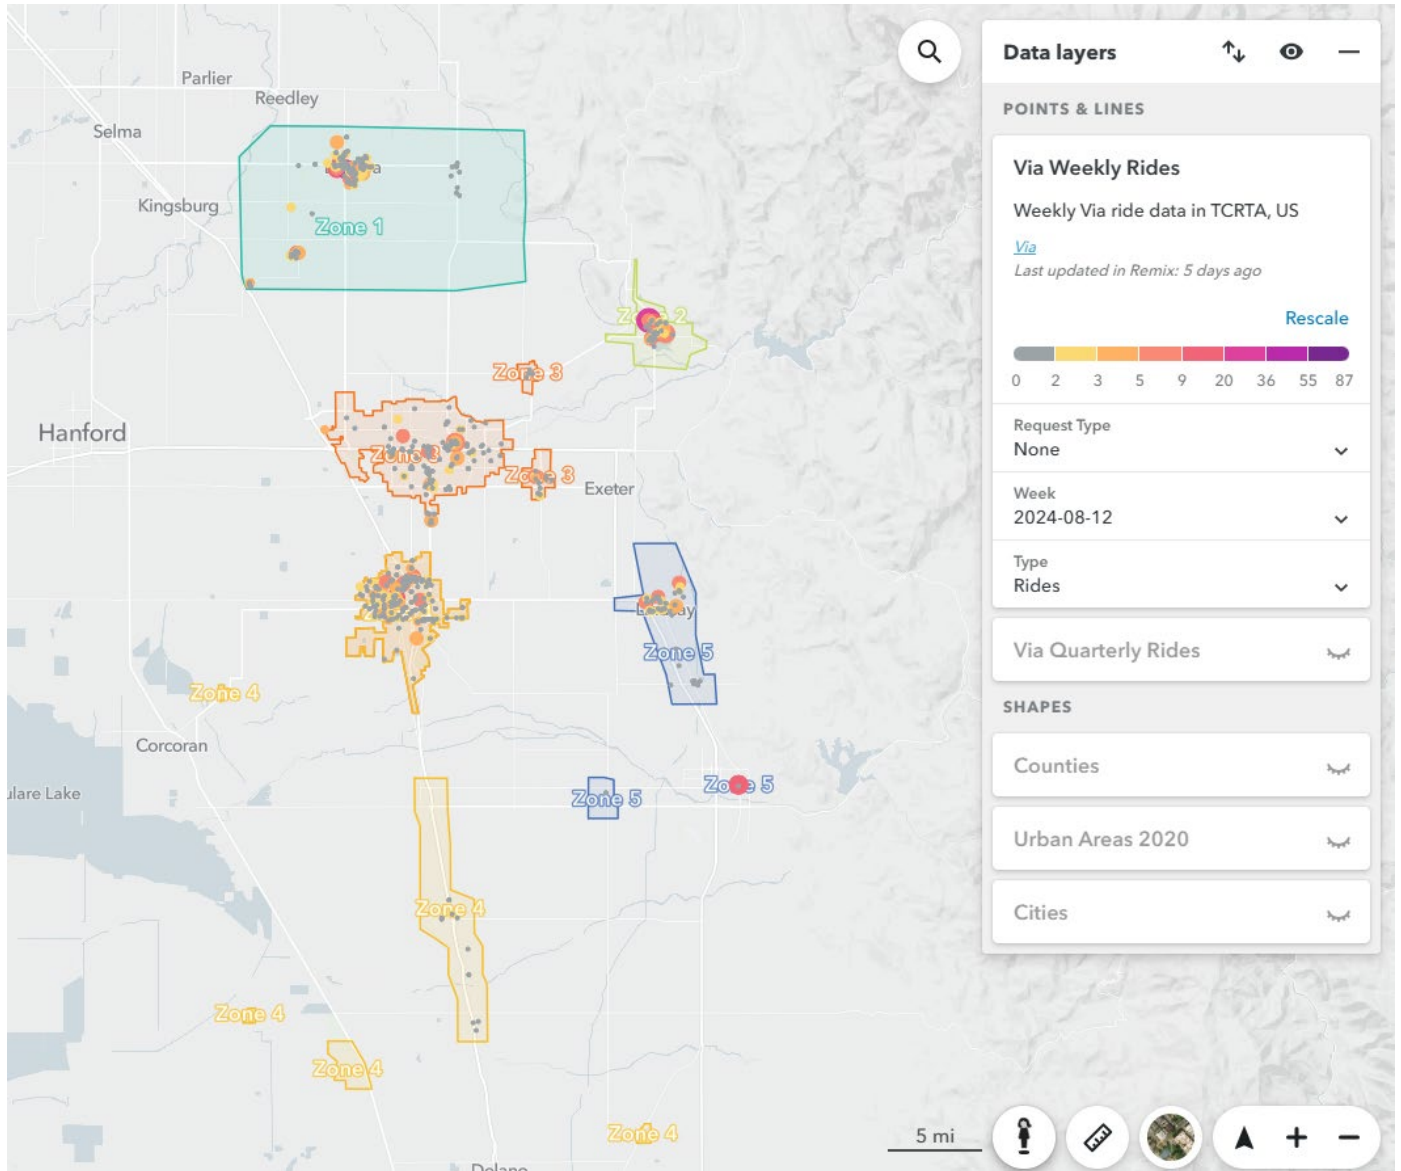 Parlier
Reedley
Selma
Kingsburg
Zone 1
Zone 3
Hanford
Zone 3
Exeter
Zone 5
Zone 4
Corcoran
Zone 5
Zone 5
ulare Lake
Zone 4
Zone 4
Zone 4
Zone 4
5 mi
Data layers
POINTS & LINES
Via Weekly Rides
Weekly Via ride data in TCRTA, US
Via
Last updated in Remix: 5 days ago
Rescale
0 2 3 5 9 20 36 55 87
Request Type
None
Week
2024-08-12
Type
Rides
Via Quarterly Rides
SHAPES
Counties
Urban Areas 2020
Cities